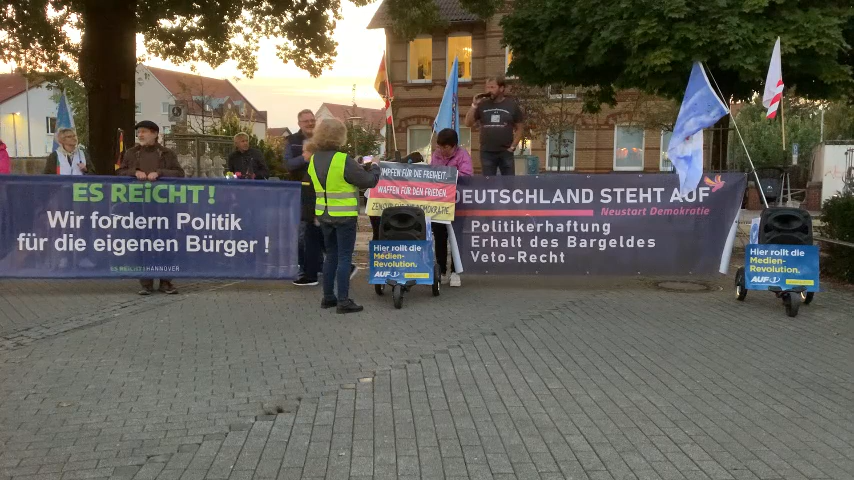 ES REiCHT!
Wir fordern Politik
für die eigenen Bürger !
ES REICHT! HANNOVER
IMPFEN FÜR DIE FREIHEIT.
WAFFEN FÜR DEN FRIEDEN.
DEUTSCHLAND STEHT AUF
Neustart Demokratie
Politikerhaftung
Erhalt des Bargeldes
Veto-Recht
Hier rollt die
Medien-
Revolution.
AUF1
Hier rollt die
Medien-
Revolution.
AUF1